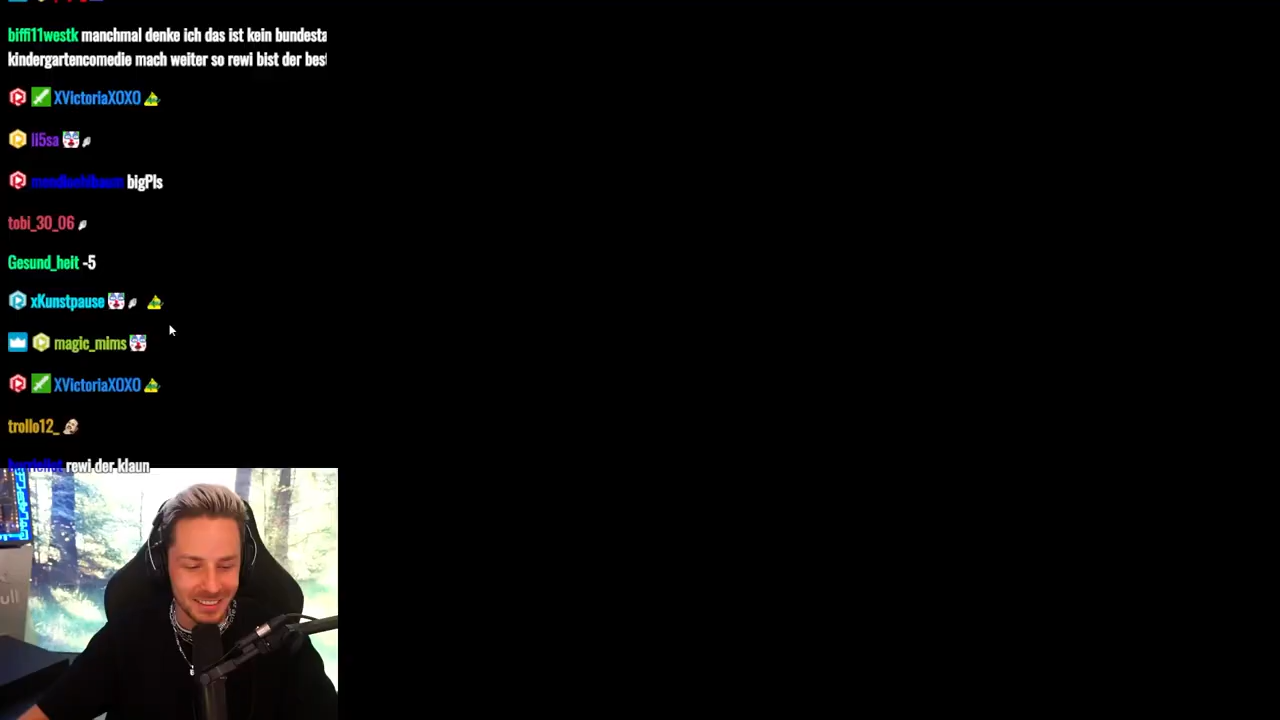 biffi11westk manchmal denke ich das ist kein bundesta
kindergartencomedie mach weiter so rewi bist der best
XVictoriaXOXO
li5sa
bigPls
tobi_30_06
Gesund_heit -5
xKunstpause
magic_mims
XVictoriaXOXO
trollo12_
rewi der klaun
ull